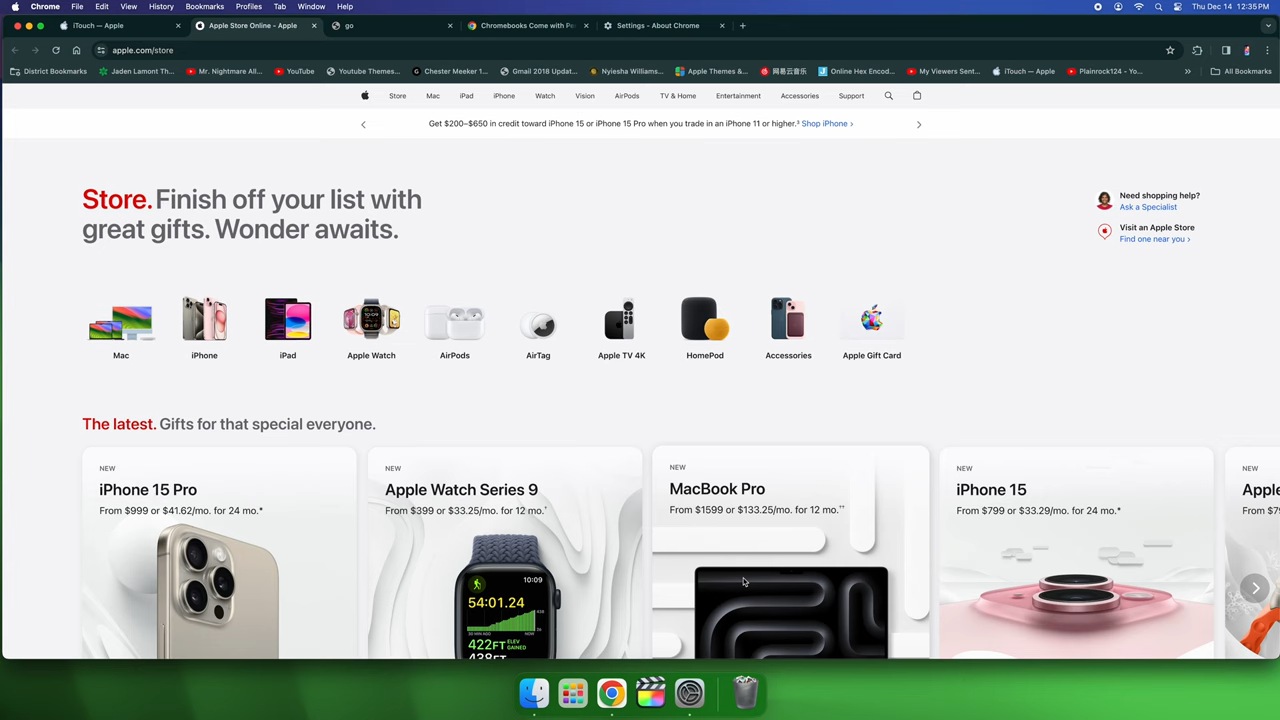 Chrome File Edit View History Bookmarks Profiles Tab Window Help Thu Dec 14 12:35 PM
iTouch — Apple Apple Store Online - Apple go Chromebooks Come with Pe Settings - About Chrome
apple.com/store
District Bookmarks Jaden Lamont Th... Mr. Nightmare All... YouTube Youtube Themes... Chester Meeker 1... Gmail 2018 Updat... Nyiesha Williams... Apple Themes &... 网易云音乐 Online Hex Encod... My Viewers Sent... iTouch — Apple Plainrock124 - Yo... » All Bookmarks
Store Mac iPad iPhone Watch Vision AirPods TV & Home Entertainment Accessories Support
Get $200–$650 in credit toward iPhone 15 or iPhone 15 Pro when you trade in an iPhone 11 or higher.³ Shop iPhone >
Store. Finish off your list with
great gifts. Wonder awaits.
Need shopping help?
Ask a Specialist
Visit an Apple Store
Find one near you >
Mac iPhone iPad Apple Watch AirPods AirTag Apple TV 4K HomePod Accessories Apple Gift Card
The latest. Gifts for that special everyone.
NEW
iPhone 15 Pro
From $999 or $41.62/mo. for 24 mo.*
NEW
Apple Watch Series 9
From $399 or $33.25/mo. for 12 mo.†
10:09
54:01.24
422FT ELEV GAINED
438FT
NEW
MacBook Pro
From $1599 or $133.25/mo. for 12 mo.††
NEW
iPhone 15
From $799 or $33.29/mo. for 24 mo.*
NEW
Apple
From $79